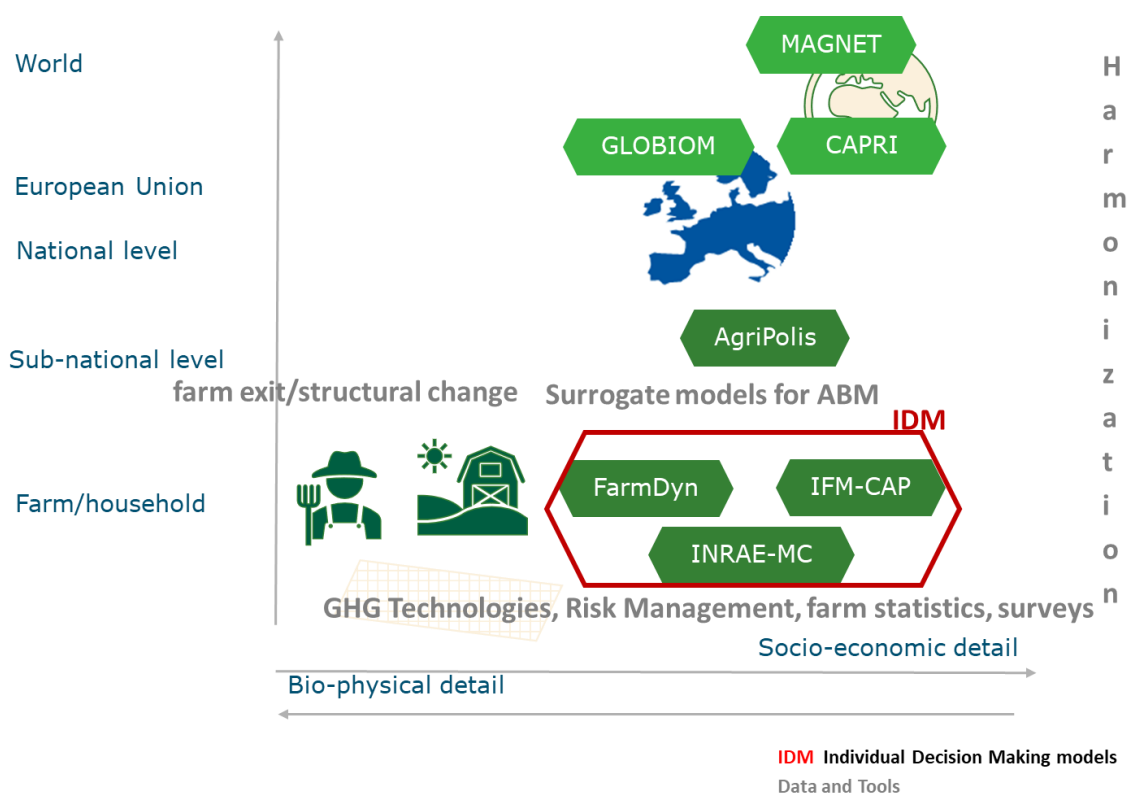 MAGNET
World
GLOBIOM
CAPRI
European Union
National level
AgriPolis
Sub-national level
farm exit/structural change
Surrogate models for ABM
IDM
FarmDyn
IFM-CAP
Farm/household
INRAE-MC
GHG Technologies, Risk Management, farm statistics, surveys
Socio-economic detail
Bio-physical detail
Harmonization
IDM Individual Decision Making models
Data and Tools